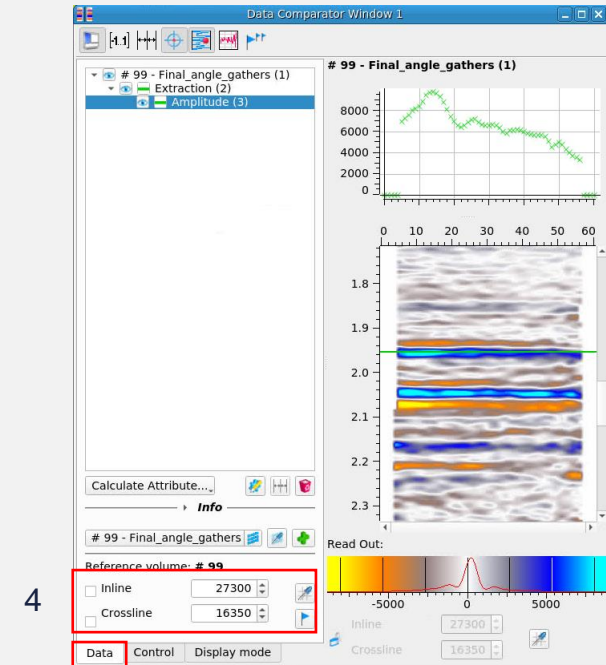 Data Comparator Window 1
[-1.1]
# 99 - Final_angle_gathers (1)
Extraction (2)
Amplitude (3)
Calculate Attribute...
Info
# 99 - Final_angle_gathers
Reference volume: # 99
4
Inline 27300
Crossline 16350
Data Control Display mode
# 99 - Final_angle_gathers (1)
8000
6000
4000
2000
0
0 10 20 30 40 50 60
1.8
1.9
2.0
2.1
2.2
2.3
Read Out:
-5000 0 5000
Inline 27300
Crossline 16350